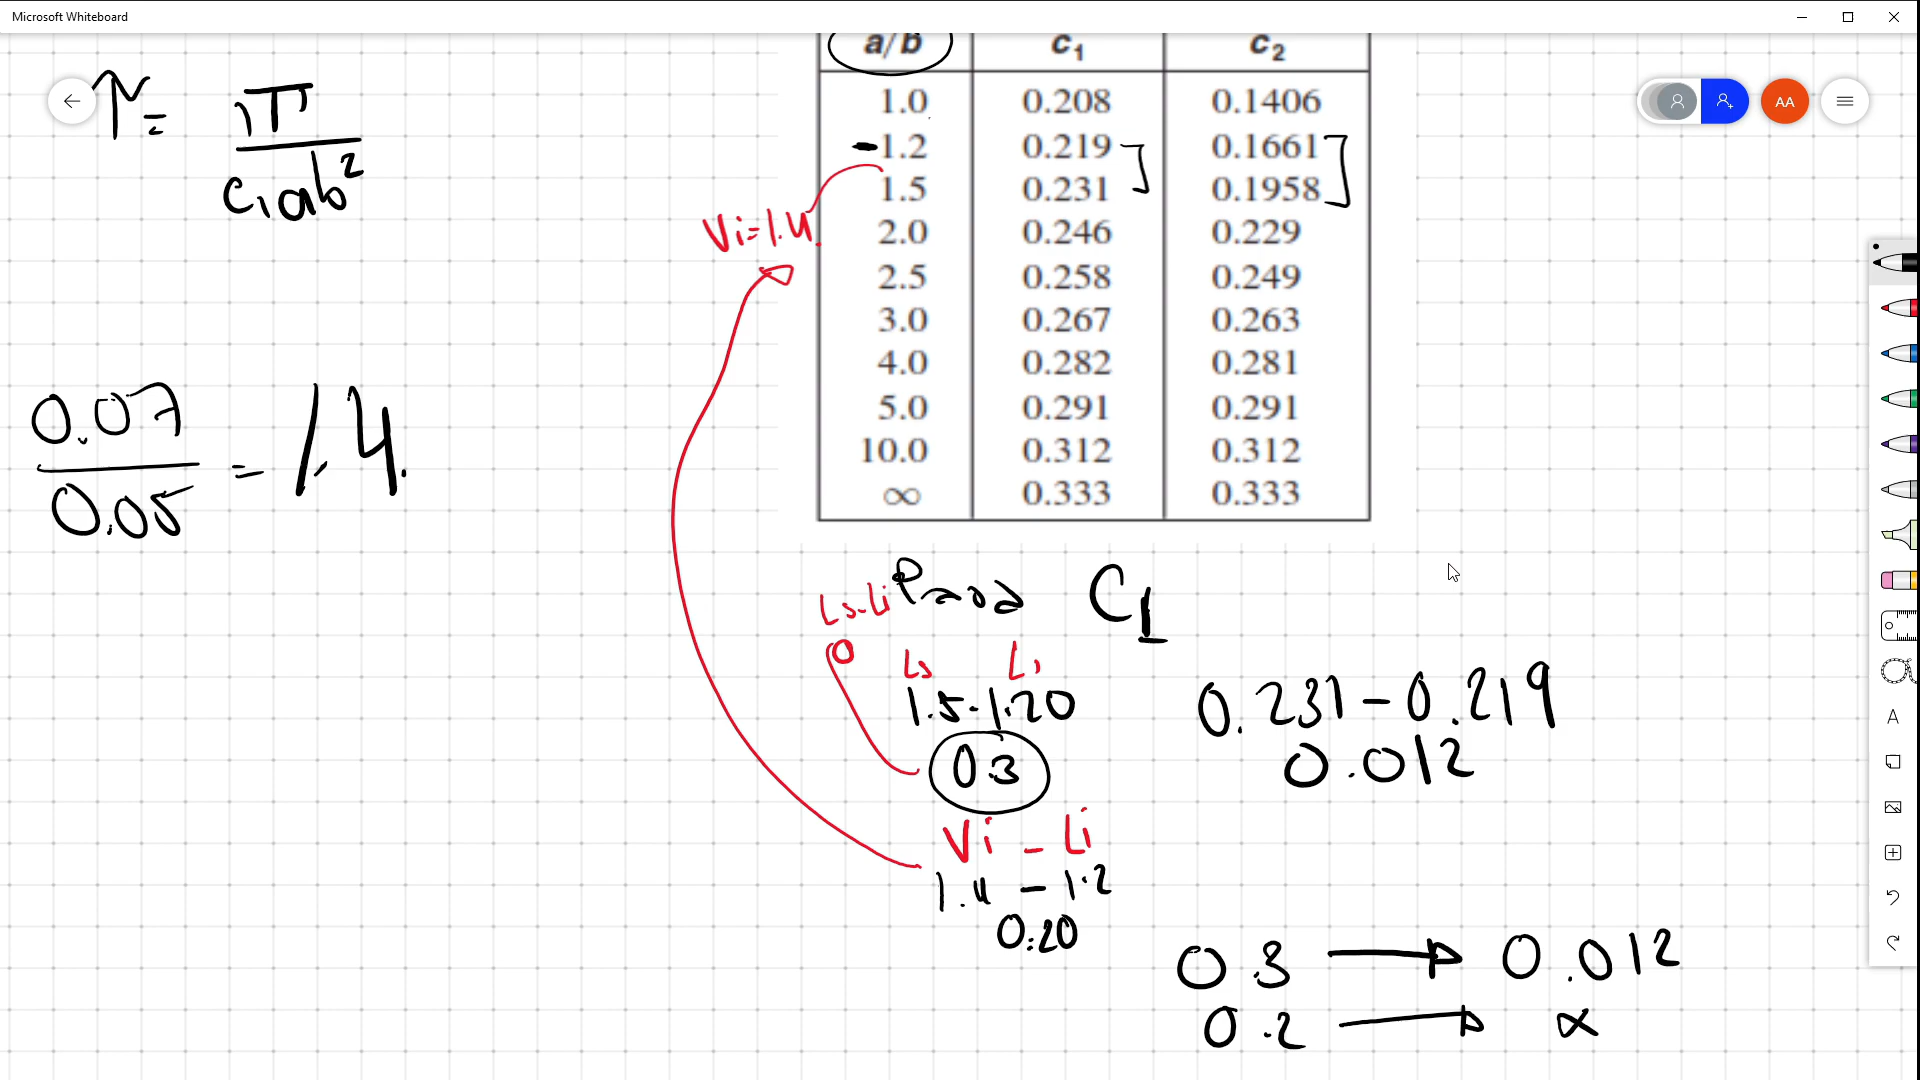 Microsoft Whiteboard
a/b c₁ c₂
1.0 0.208 0.1406
1.2 0.219 0.1661
1.5 0.231 0.1958
2.0 0.246 0.229
2.5 0.258 0.249
3.0 0.267 0.263
4.0 0.282 0.281
5.0 0.291 0.291
10.0 0.312 0.312
∞ 0.333 0.333
AA
C₁ab²
Vi=1.4
0.07
0.05
= 1.4
Para C1
Ls-Li
Ls Li
1.5-1.20
0.3
0.231-0.219
0.012
Vi - Li
1.4 - 1.2
0.20
0.3 → 0.012
0.2 → x
A